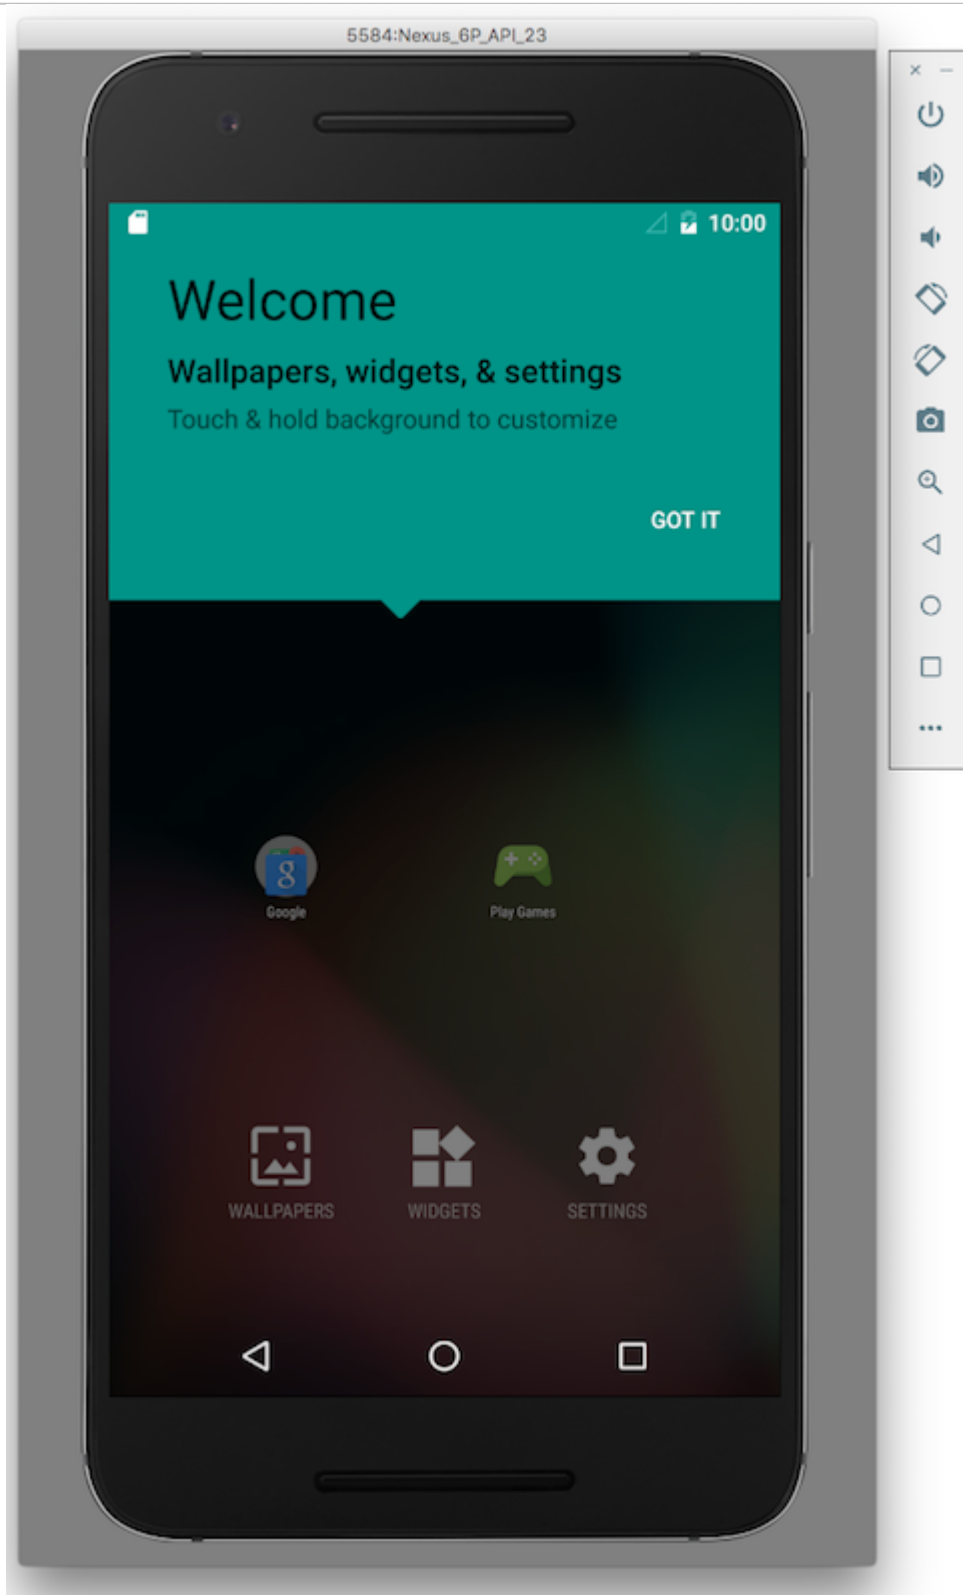 5584:Nexus_6P_API_23
10:00
Welcome
Wallpapers, widgets, & settings
Touch & hold background to customize
GOT IT
g
Google
Play Games
WALLPAPERS
WIDGETS
SETTINGS